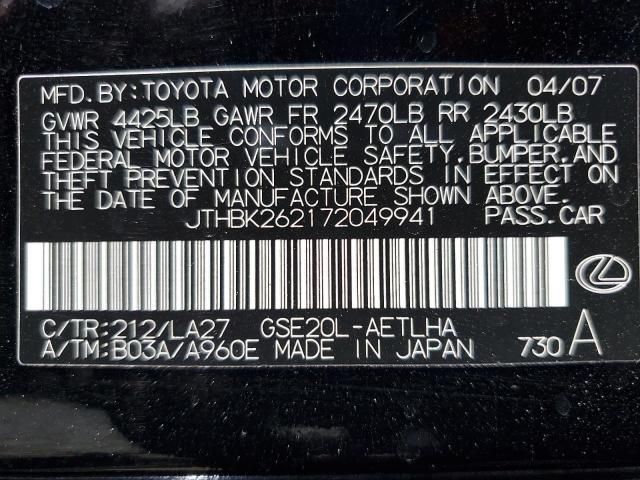 MFD.BY:TOYOTA MOTOR CORPORATION 04/07
GVWR 4425LB GAWR FR 2470LB RR 2430LB
THIS VEHICLE CONFORMS TO ALL APPLICABLE
FEDERAL MOTOR VEHICLE SAFETY,BUMPER,AND
THEFT PREVENTION STANDARDS IN EFFECT ON
THE DATE OF MANUFACTURE SHOWN ABOVE.
JTHBK262172049941 PASS.CAR
C/TR:212/LA27 GSE20L-AETLHA
A/TM:B03A/A960E MADE IN JAPAN 730 A